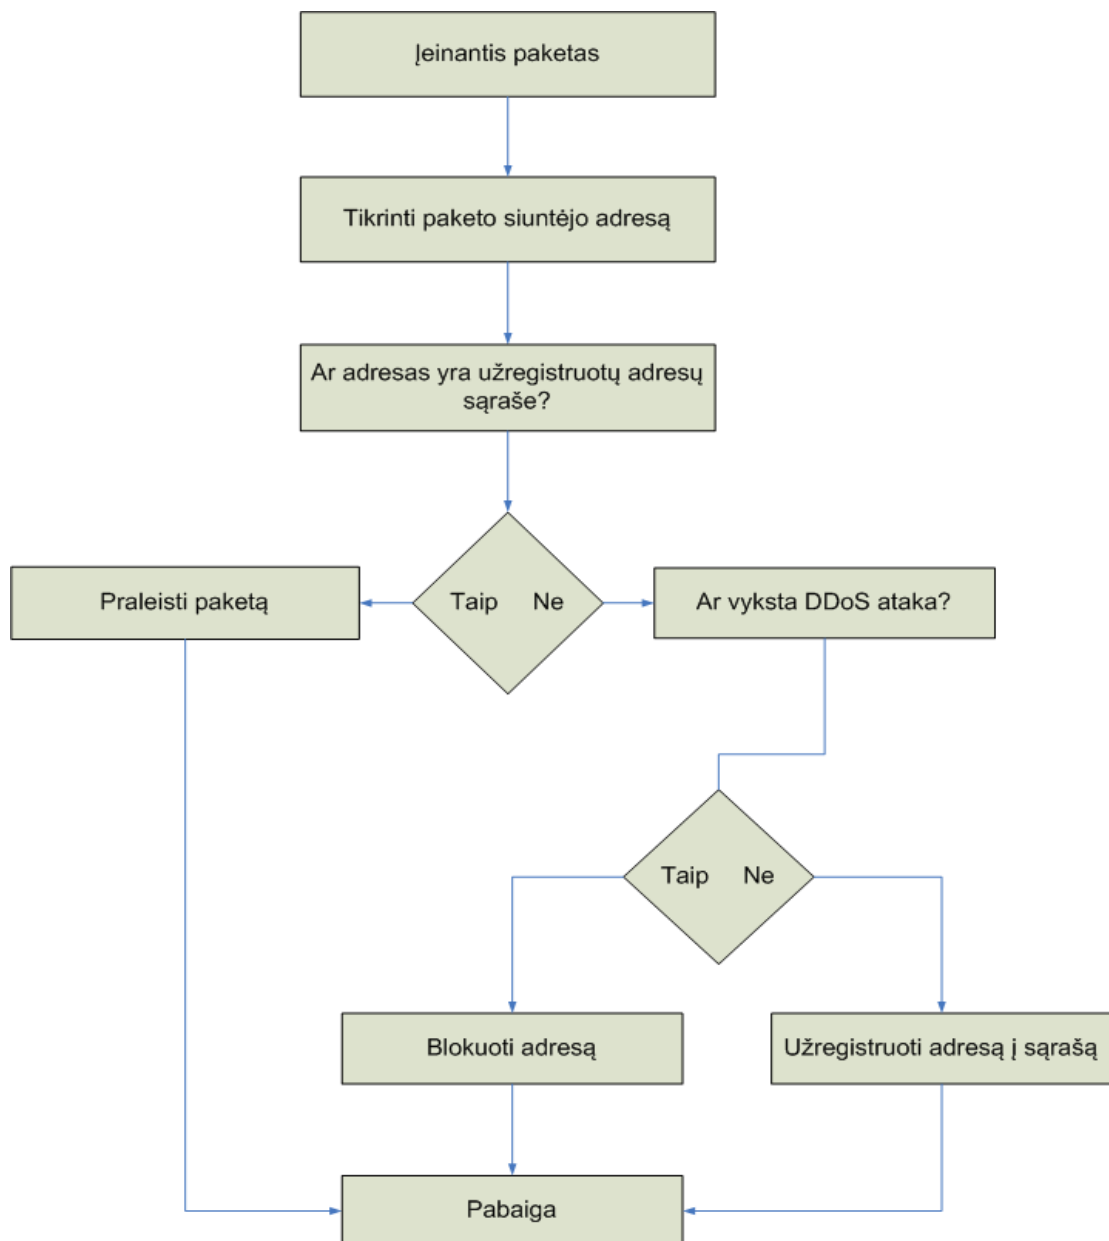 Įeinantis paketas
Tikrinti paketo siuntėjo adresą
Ar adresas yra užregistruotų adresų
sąraše?
Praleisti paketą
Taip Ne
Ar vyksta DDoS ataka?
Taip Ne
Blokuoti adresą
Užregistruoti adresą į sąrašą
Pabaiga